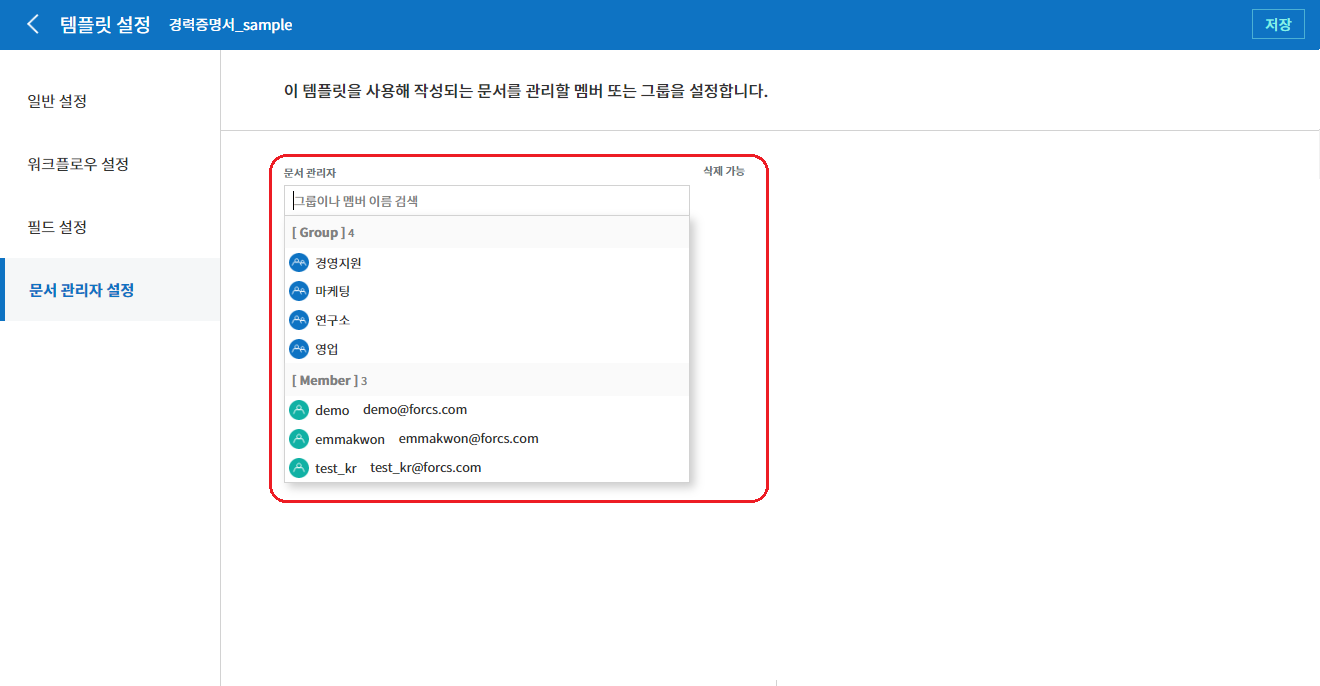 템플릿 설정 경력증명서_sample 저장
일반 설정
워크플로우 설정
필드 설정
문서 관리자 설정
이 템플릿을 사용해 작성되는 문서를 관리할 멤버 또는 그룹을 설정합니다.
문서 관리자 삭제 가능
그룹이나 멤버 이름 검색
[ Group ] 4
경영지원
마케팅
연구소
영업
[ Member ] 3
demo demo@forcs.com
emmakwon emmakwon@forcs.com
test_kr test_kr@forcs.com